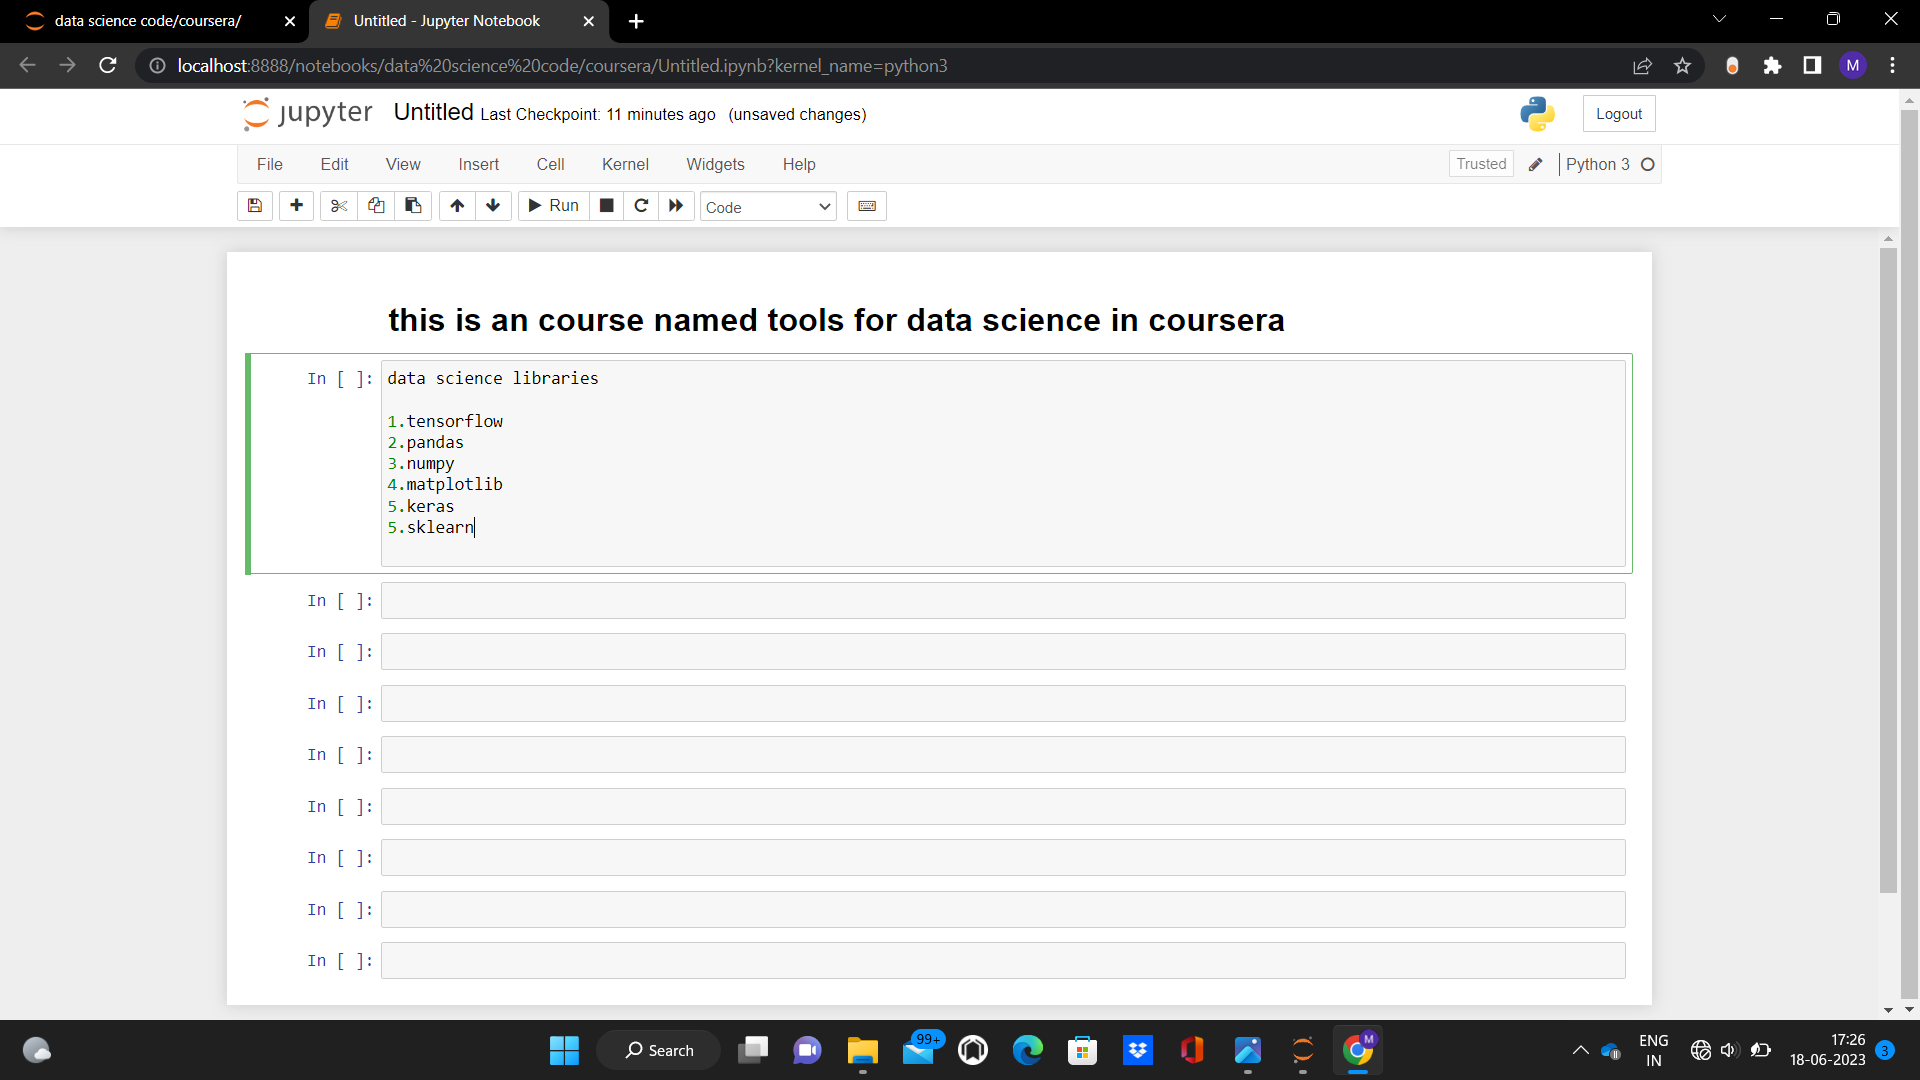 data science code/coursera/
Untitled - Jupyter Notebook
localhost:8888/notebooks/data%20science%20code/coursera/Untitled.ipynb?kernel_name=python3
M
jupyter Untitled Last Checkpoint: 11 minutes ago (unsaved changes)
Logout
File Edit View Insert Cell Kernel Widgets Help
Trusted Python 3
Run Code
this is an course named tools for data science in coursera
In [ ]: data science libraries
1.tensorflow
2.pandas
3.numpy
4.matplotlib
5.keras
5.sklearn
In [ ]:
In [ ]:
In [ ]:
In [ ]:
In [ ]:
In [ ]:
In [ ]:
In [ ]:
Search
99+
M
ENG
IN
17:26
18-06-2023
3